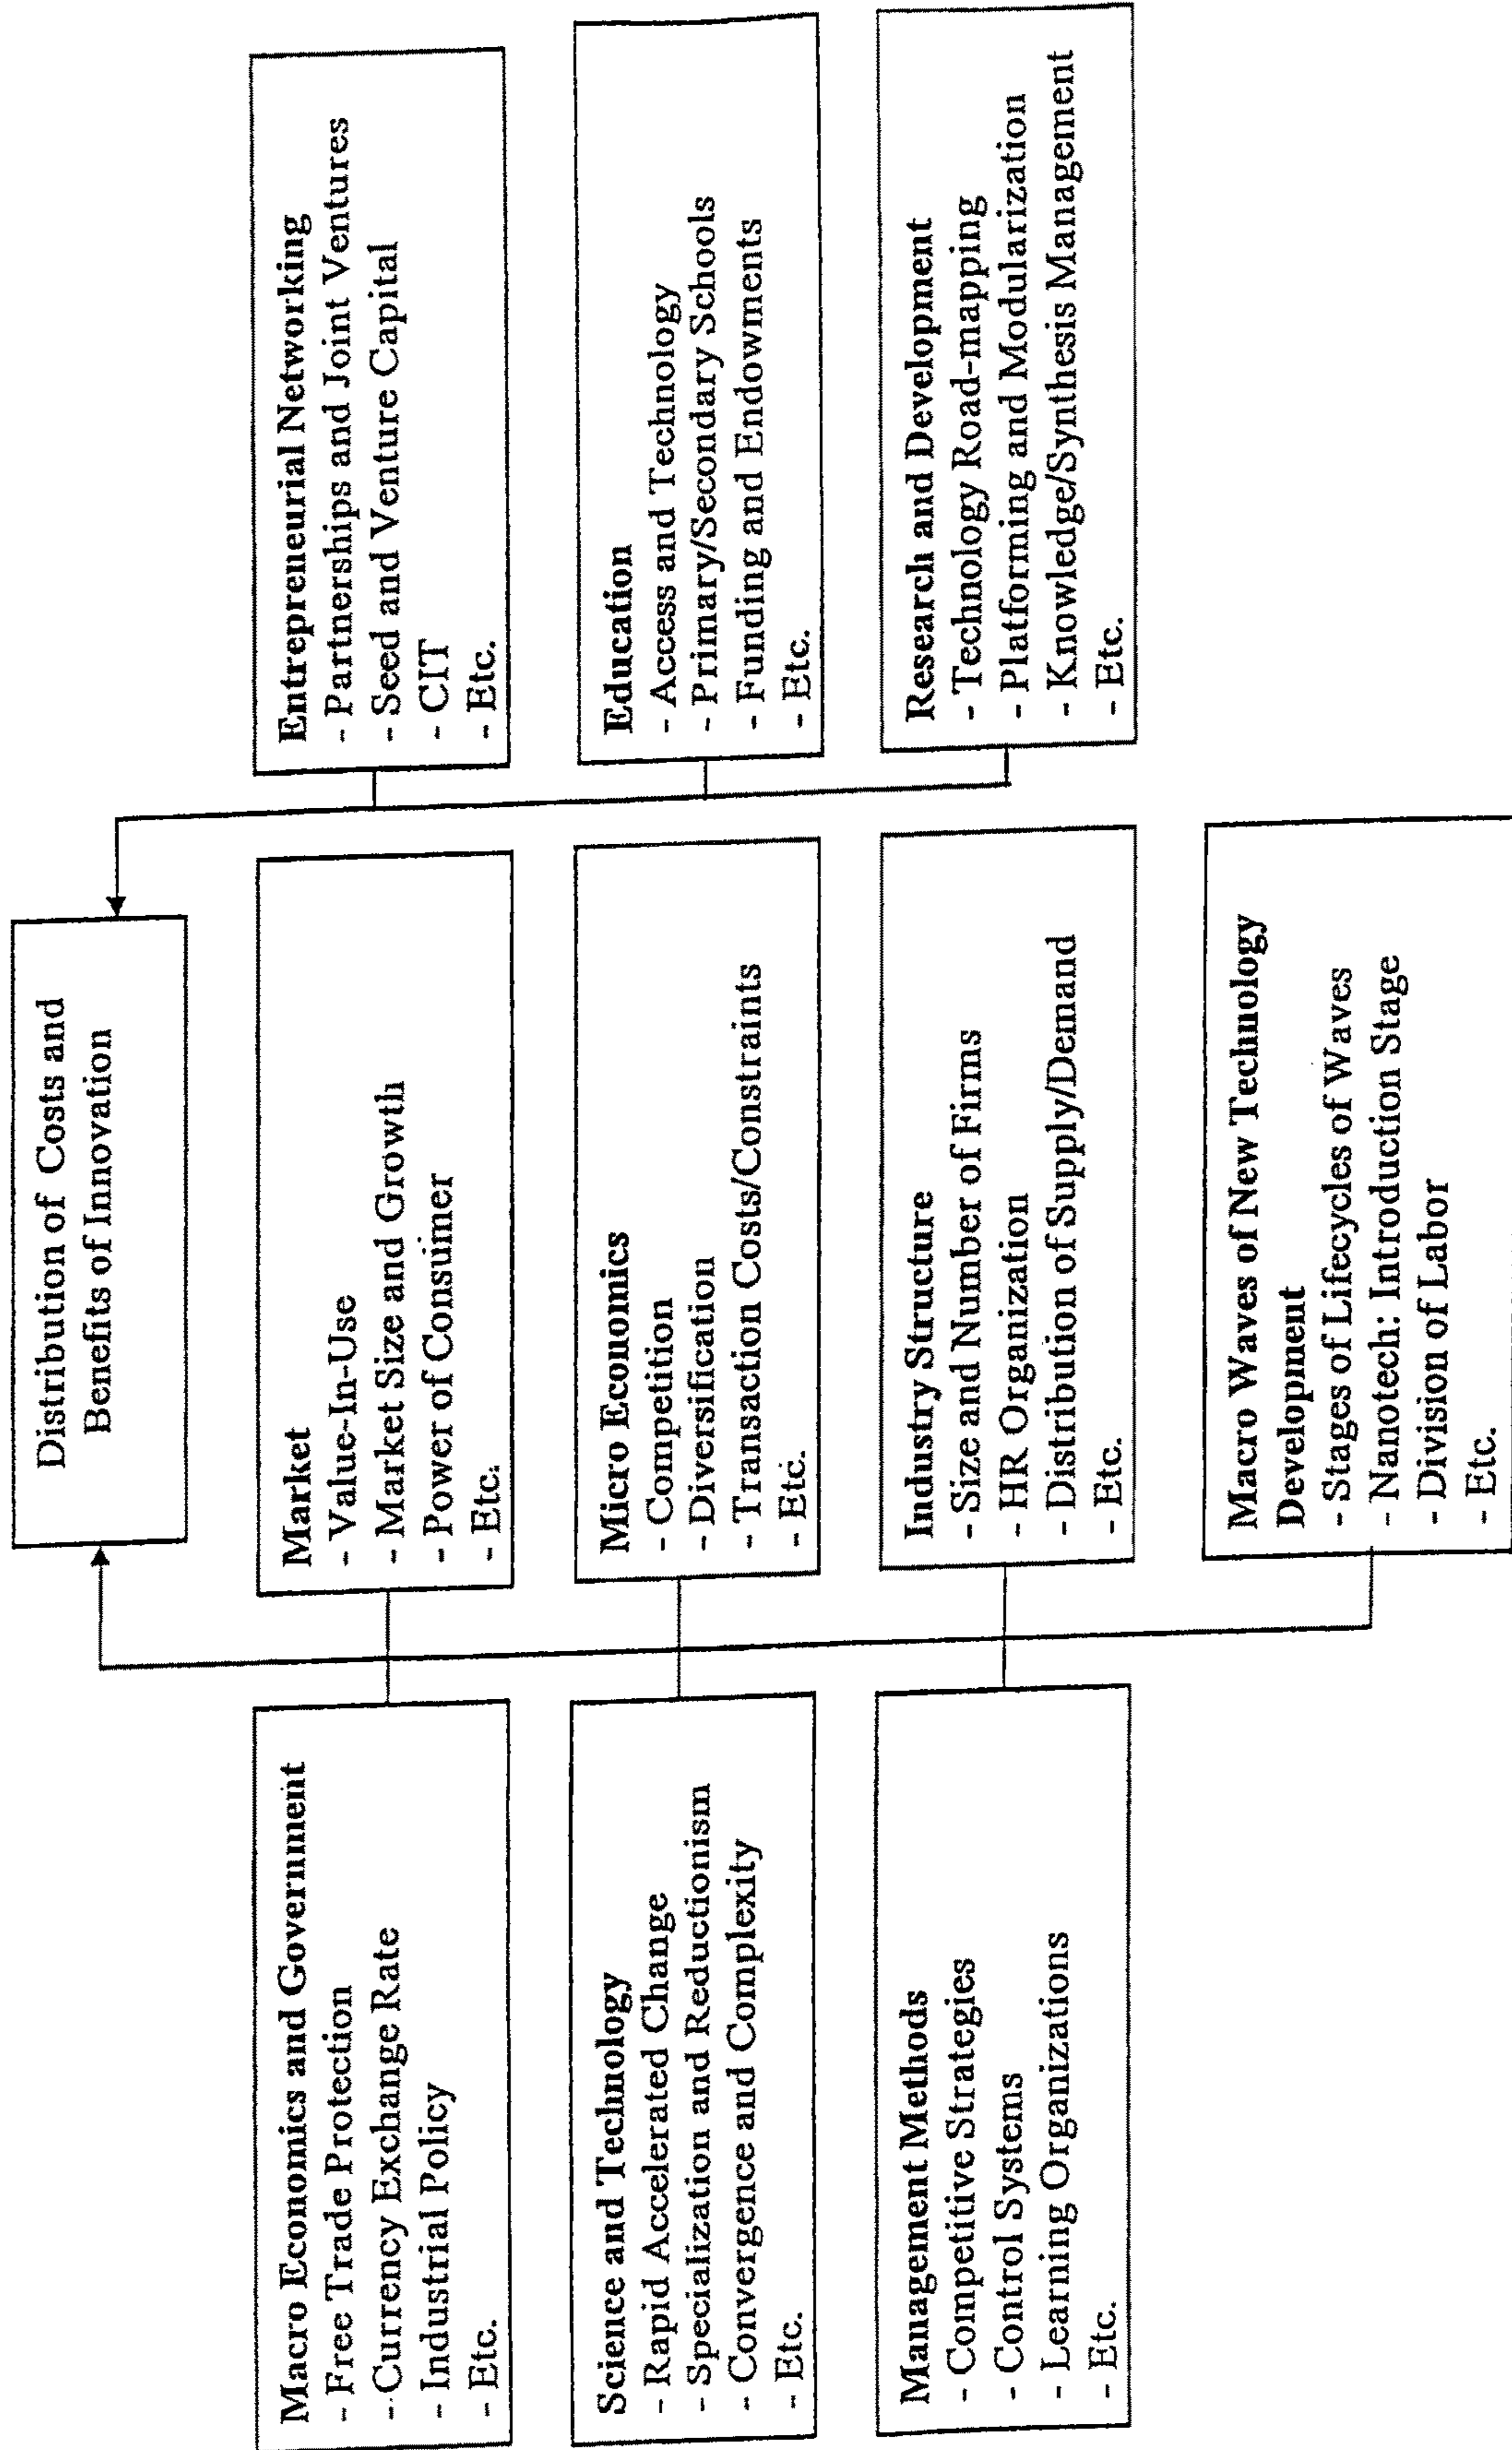 Distribution of Costs and
Benefits of Innovation
Macro Economics and Government
- Free Trade Protection
- Currency Exchange Rate
- Industrial Policy
- Etc.
Market
- Value-In-Use
- Market Size and Growth
- Power of Consumer
- Etc.
Entrepreneurial Networking
- Partnerships and Joint Ventures
- Seed and Venture Capital
- CIT
- Etc.
Science and Technology
- Rapid Accelerated Change
- Specialization and Reductionism
- Convergence and Complexity
- Etc.
Micro Economics
- Competition
- Diversification
- Transaction Costs/Constraints
- Etc.
Education
- Access and Technology
- Primary/Secondary Schools
- Funding and Endowments
- Etc.
Management Methods
- Competitive Strategies
- Control Systems
- Learning Organizations
- Etc.
Industry Structure
- Size and Number of Firms
- HR Organization
- Distribution of Supply/Demand
- Etc.
Research and Development
- Technology Road-mapping
- Platforming and Modularization
- Knowledge/Synthesis Management
- Etc.
Macro Waves of New Technology
Development
- Stages of Lifecycles of Waves
- Nanotech: Introduction Stage
- Division of Labor
- Etc.